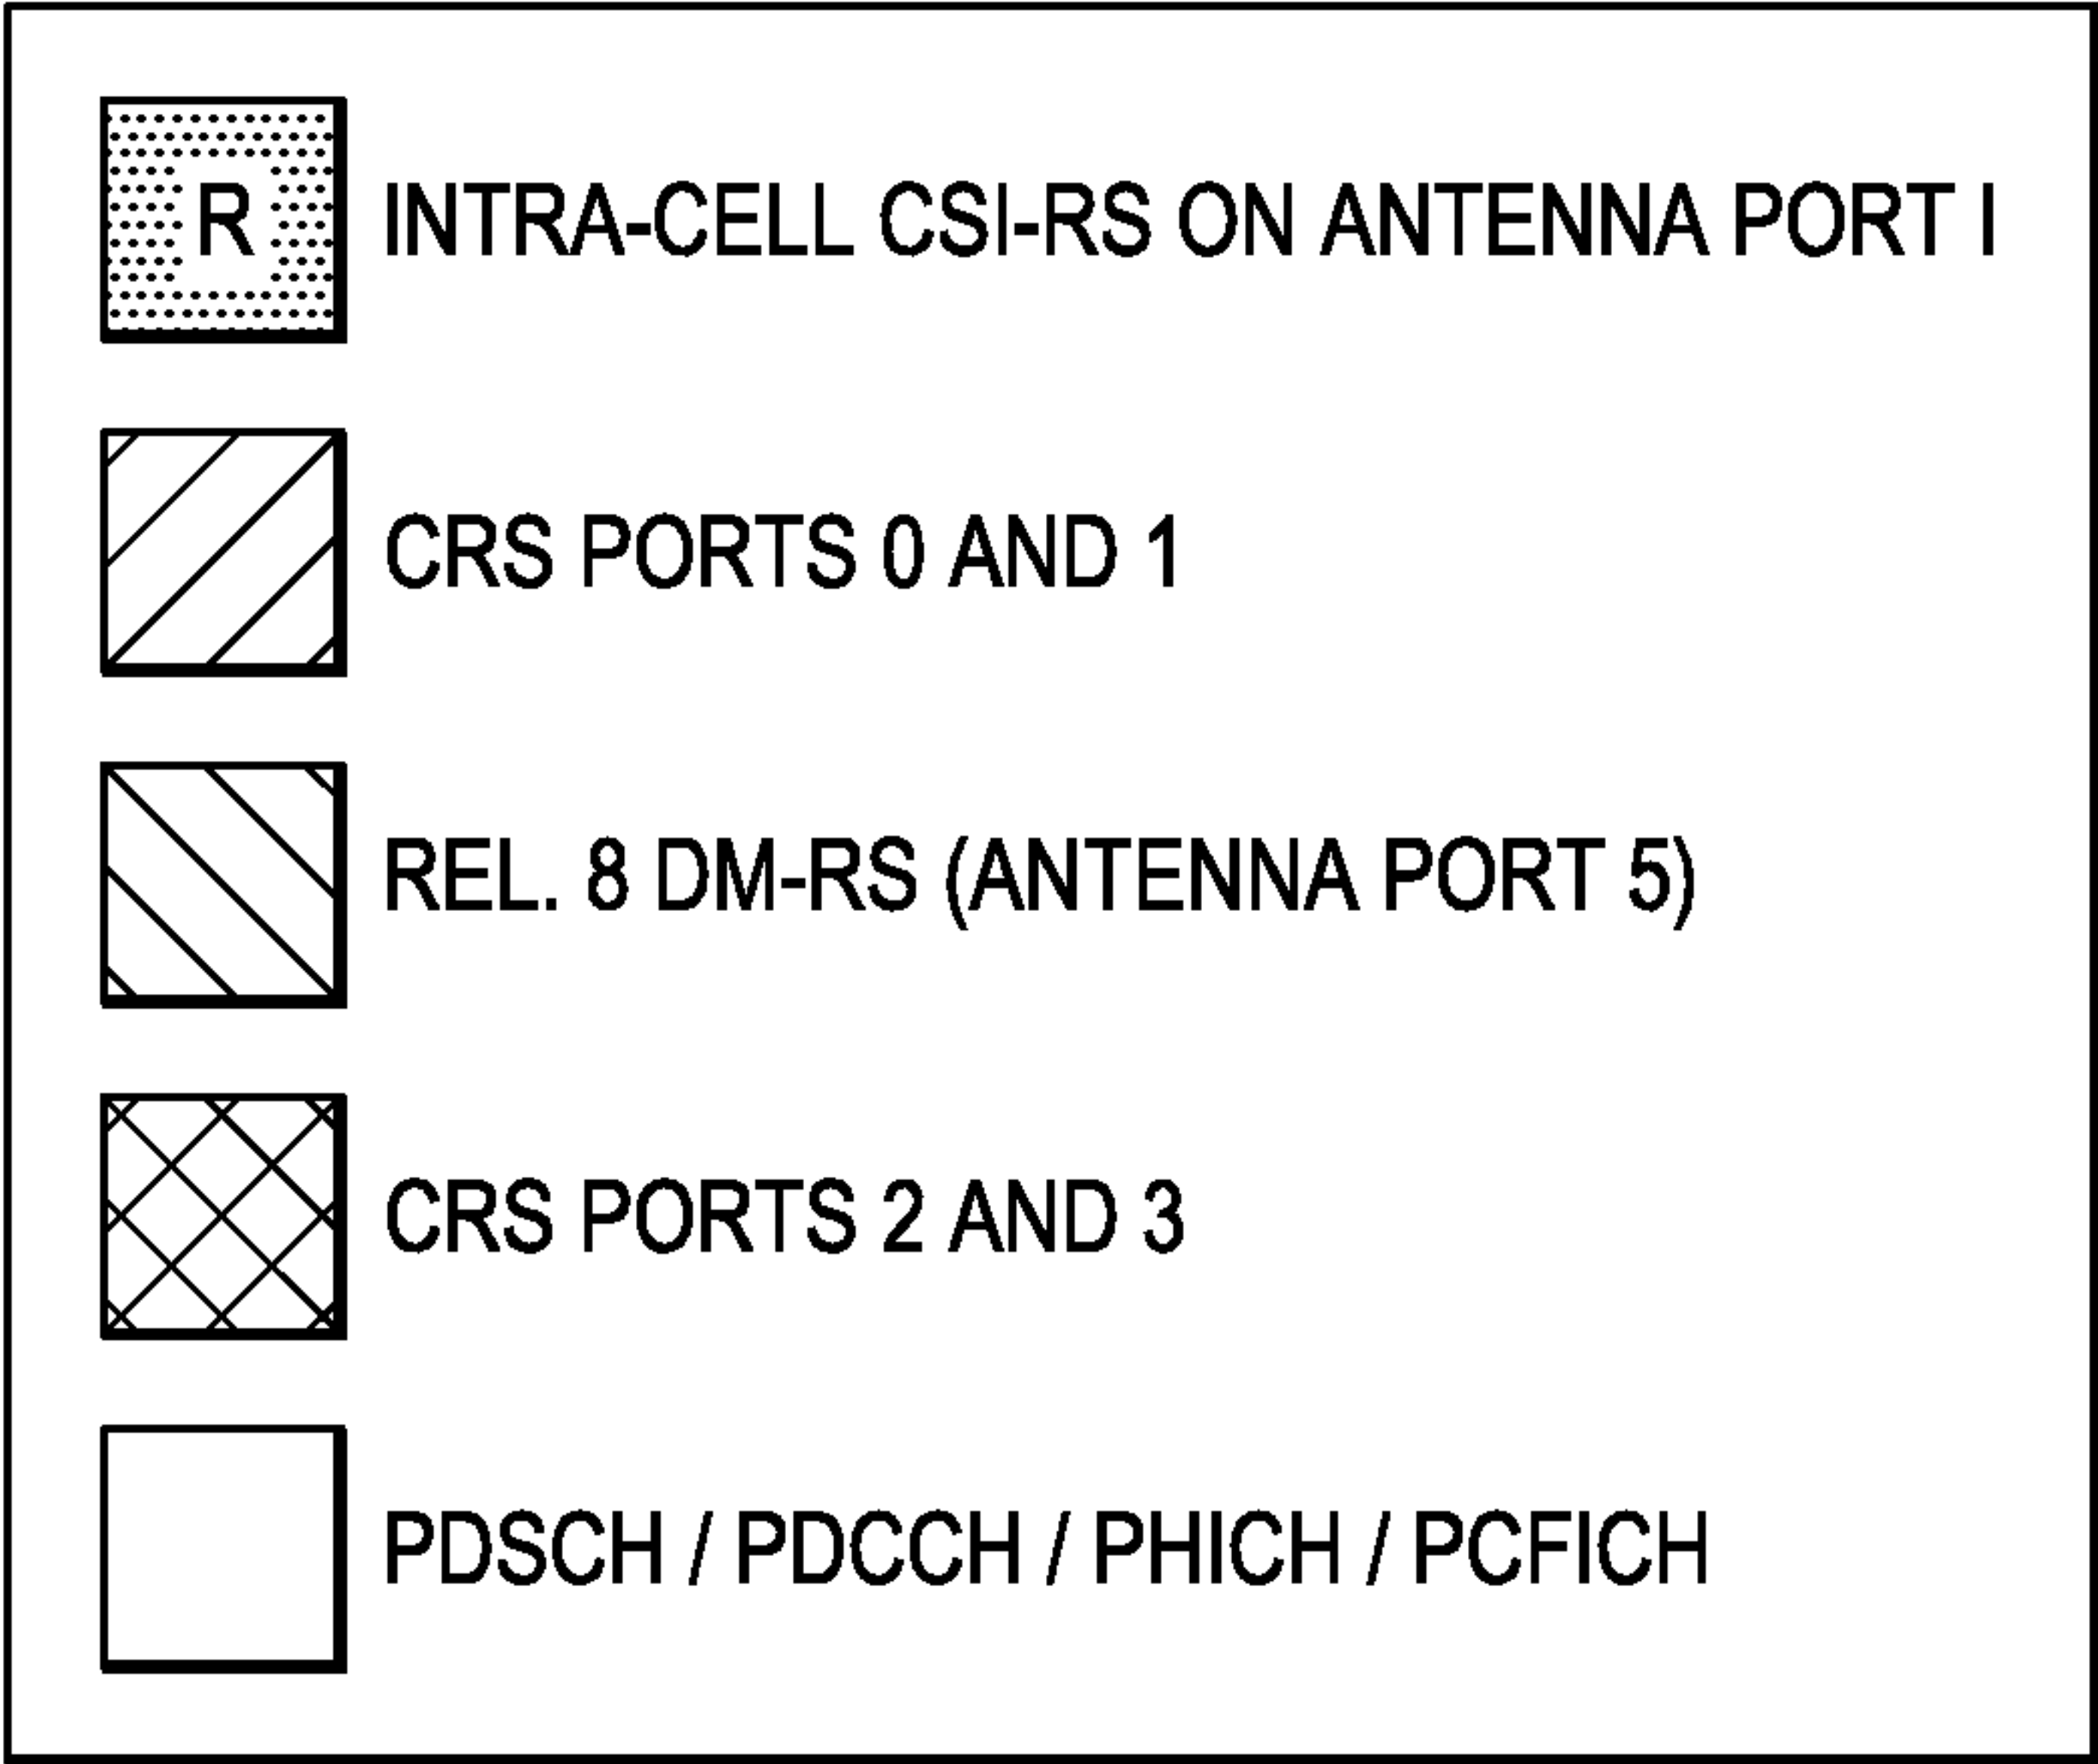 R INTRA-CELL CSI-RS ON ANTENNA PORT I
CRS PORTS 0 AND 1
REL. 8 DM-RS (ANTENNA PORT 5)
CRS PORTS 2 AND 3
PDSCH / PDCCH / PHICH / PCFICH